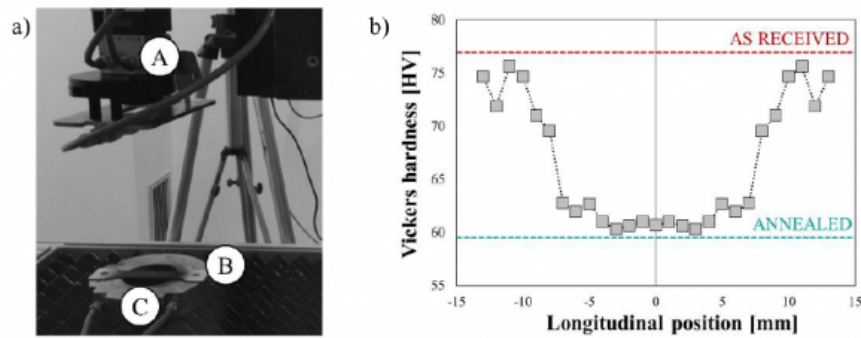 a)
A
B
C
b)
Vickers hardness [HV]
80
75
70
65
60
55
AS RECEIVED
ANNEALED
-15
-10
-5
0
5
10
15
Longitudinal position [mm]